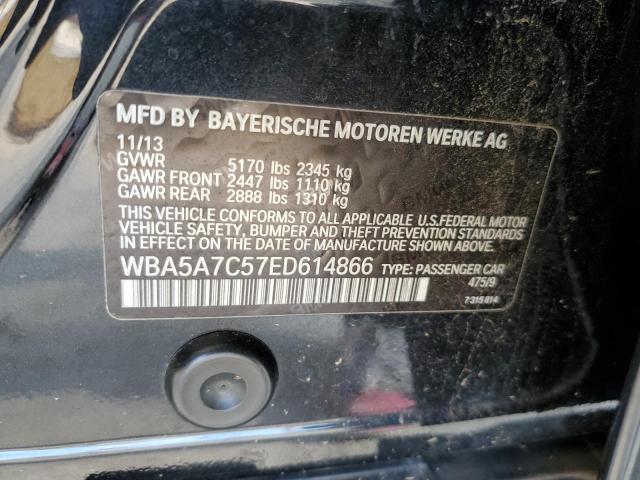 MFD BY BAYERISCHE MOTOREN WERKE AG
11/13
GVWR 5170 lbs 2345 kg
GAWR FRONT 2447 lbs 1110 kg
GAWR REAR 2888 lbs 1310 kg
THIS VEHICLE CONFORMS TO ALL APPLICABLE U.S.FEDERAL MOTOR
VEHICLE SAFETY, BUMPER AND THEFT PREVENTION STANDARDS
IN EFFECT ON THE DATE OF MANUFACTURE SHOWN ABOVE.
WBA5A7C57ED614866 TYPE: PASSENGER CAR
475/9
7 315 814